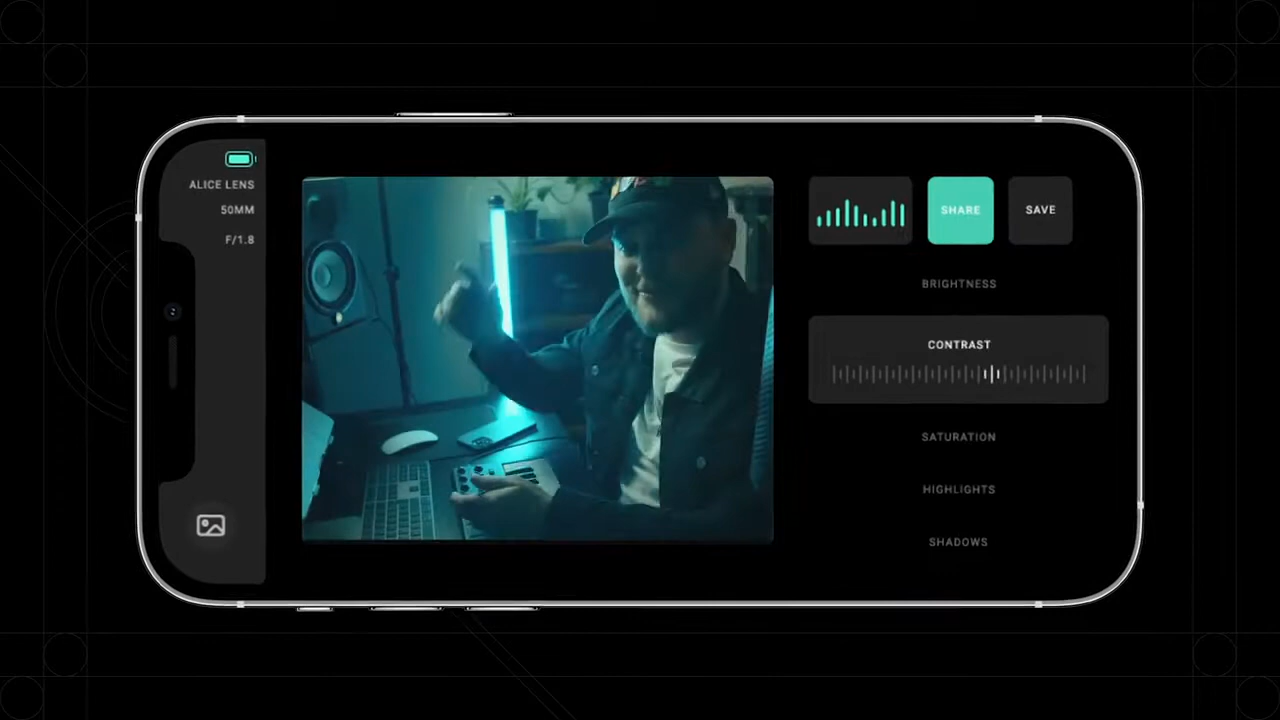 ALICE LENS
50MM
F/1.8
SHARE
SAVE
BRIGHTNESS
CONTRAST
SATURATION
HIGHLIGHTS
SHADOWS